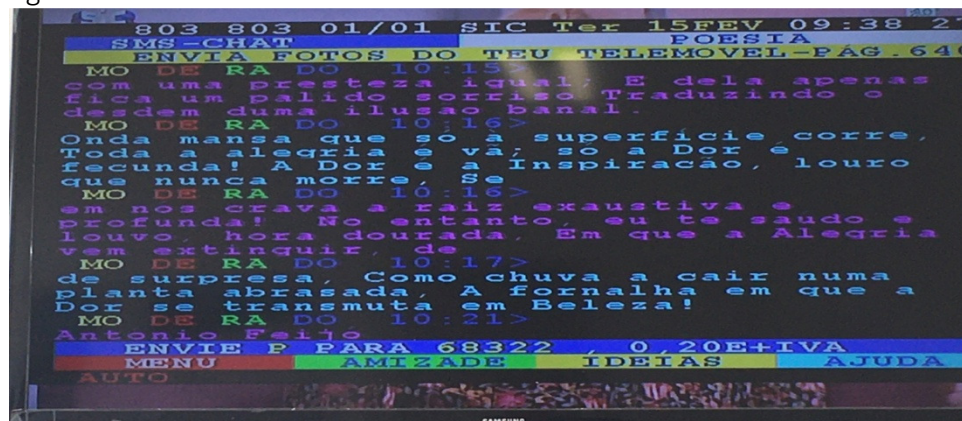 803 803 01/01 SIC Ter 15FEV 09:38 2
SMS-CHAT POESIA
ENVIA FOTOS DO TEU TELEMOVEL-PÁG.64
MO DE RA DO 10:15>
com uma presteza igual, E dela apenas
fica um pálido sorriso Traduzindo o
desdem duma ilusao banal.
MO DE RA DO 10:16>
Onda mansa que só à superfície corre,
Toda a alegria é vã; só a Dor e
fecunda! A Dor é a Inspiração, louro
que nunca morre, Se
MO DE RA DO 10:16>
em nos crava a raiz exaustiva e
profunda! No entanto, eu te saudo e
louvo, hora dourada, Em que a Alegria
vem extinguir, de
MO DE RA DO 10:17>
de surpresa, Como chuva a cair numa
planta abrasada, A fornalha em que a
Dor se transmuta em Beleza!
MO DE RA DO 10:21>
Antonio Feijo
ENVIE P PARA 68322 , 0,20E+IVA
MENU AMIZADE IDEIAS AJUDA
AUTO
SAMSUNG